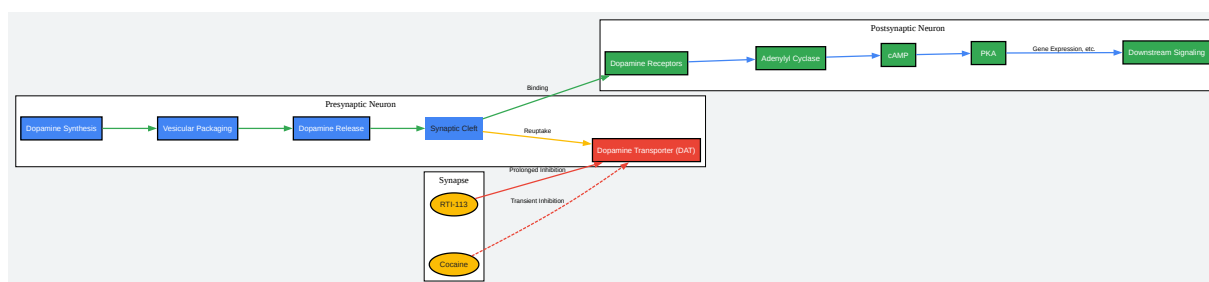 Postsynaptic Neuron
Dopamine Receptors
Adenylyl Cyclase
cAMP
PKA
Gene Expression, etc.
Downstream Signaling
Binding
Presynaptic Neuron
Dopamine Synthesis
Vesicular Packaging
Dopamine Release
Synaptic Cleft
Reuptake
Dopamine Transporter (DAT)
Prolonged Inhibition
Synapse
RTI-113
Transient Inhibition
Cocaine